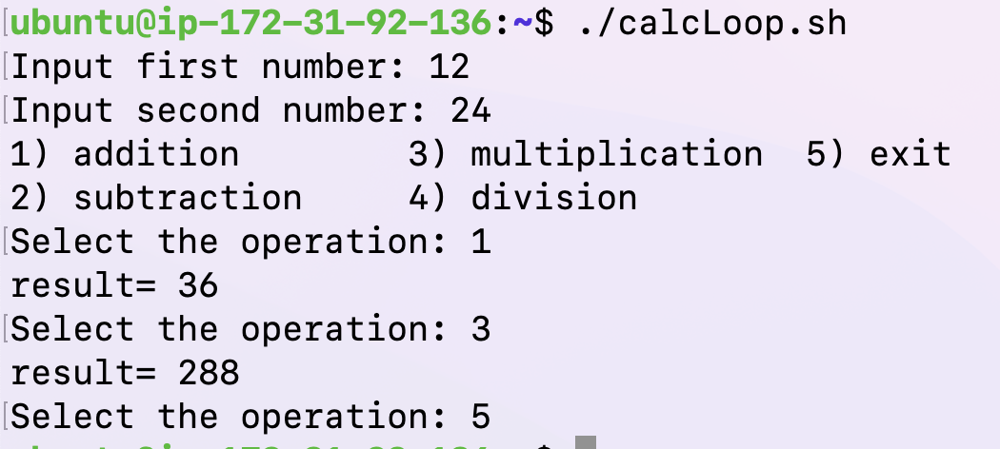 ubuntu@ip-172-31-92-136:~$ ./calcLoop.sh
Input first number: 12
Input second number: 24
1) addition        3) multiplication  5) exit
2) subtraction     4) division
Select the operation: 1
result= 36
Select the operation: 3
result= 288
Select the operation: 5